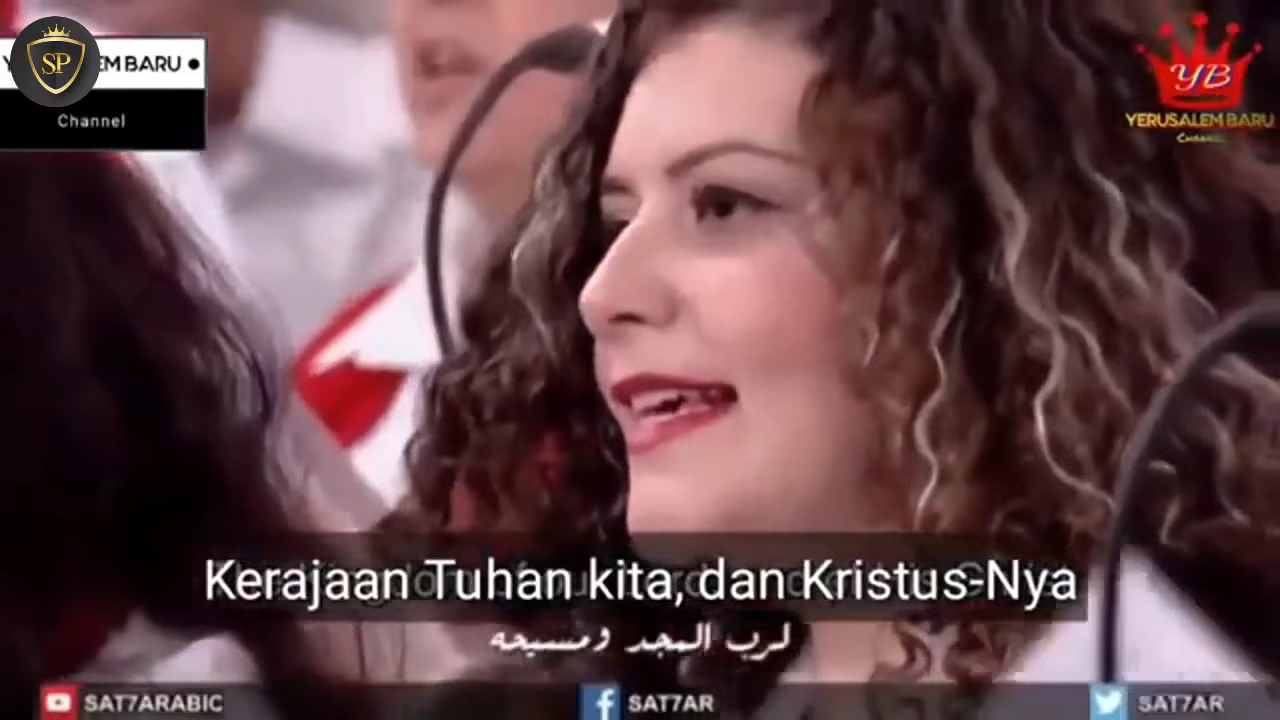 SP
EM BARU
Channel
YB
YERUSALEM BARU
Channel
Kerajaan Tuhan kita, dan Kristus-Nya
لرب المجد ومسيحه
SAT7ARABIC
SAT7AR
SAT7AR